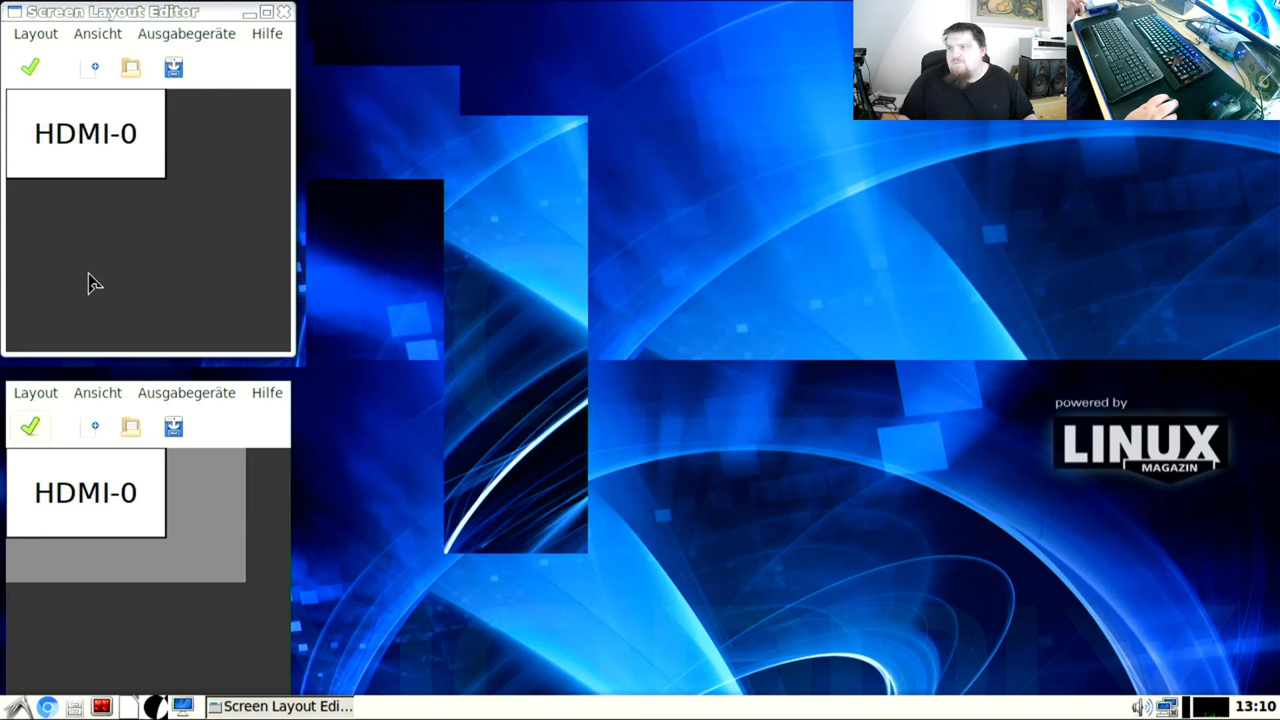 Screen Layout Editor
Layout Ansicht Ausgabegeräte Hilfe
HDMI-0
Layout Ansicht Ausgabegeräte Hilfe
HDMI-0
powered by
LINUX
MAGAZIN
Screen Layout Edi...
13:10